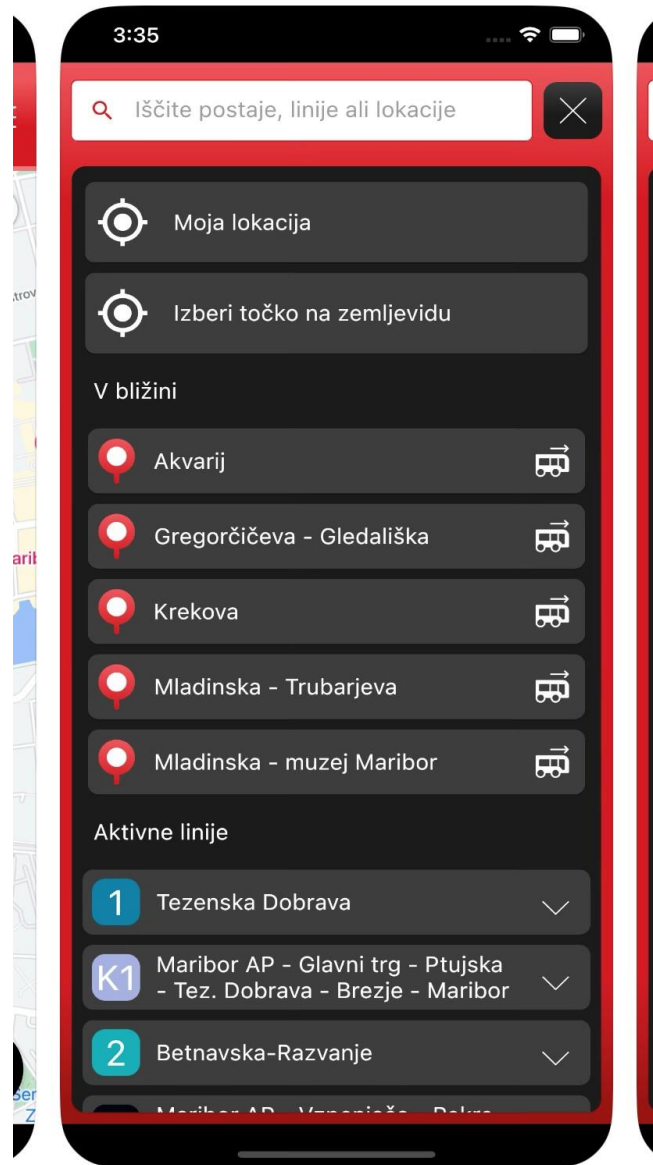 3:35
Iščite postaje, linije ali lokacije
Moja lokacija
Izberi točko na zemljevidu
V bližini
Akvarij
Gregorčičeva - Gledališka
Krekova
Mladinska - Trubarjeva
Mladinska - muzej Maribor
Aktivne linije
1 Tezenska Dobrava
K1 Maribor AP - Glavni trg - Ptujska
- Tez. Dobrava - Brezje - Maribor
2 Betnavska-Razvanje
Maribor AP